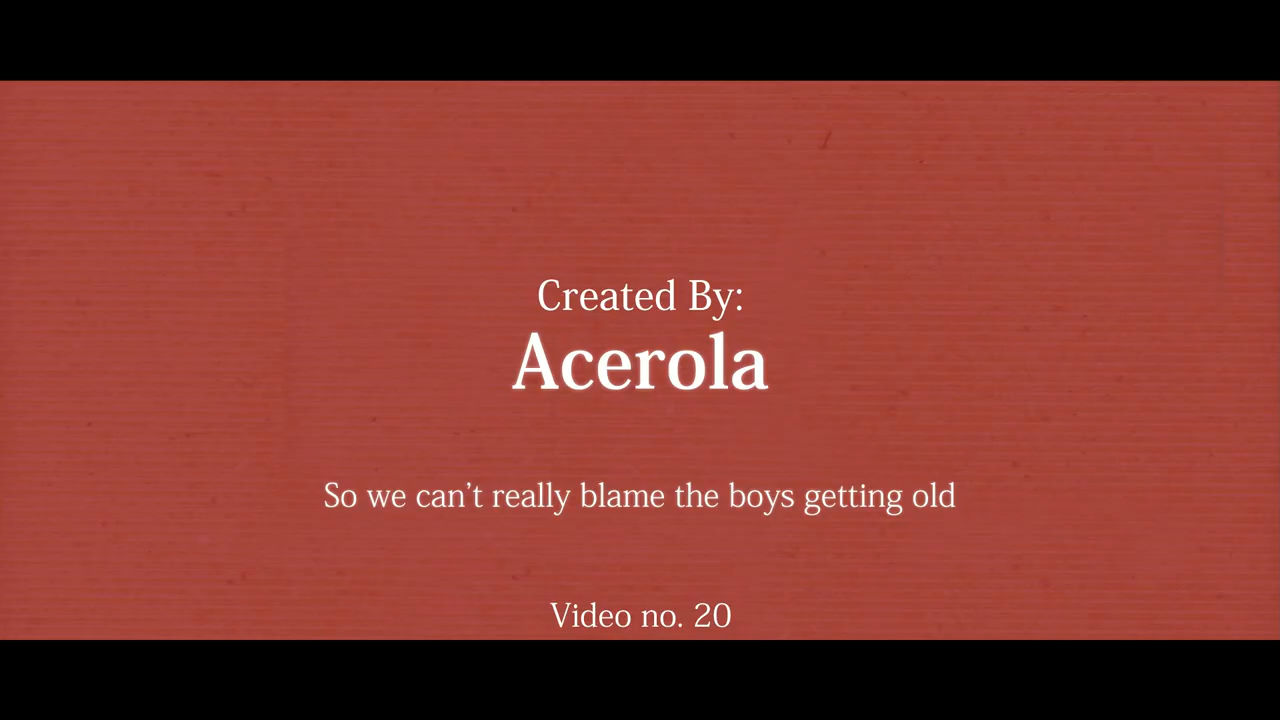 Created By:
Acerola
So we can’t really blame the boys getting old
Video no. 20